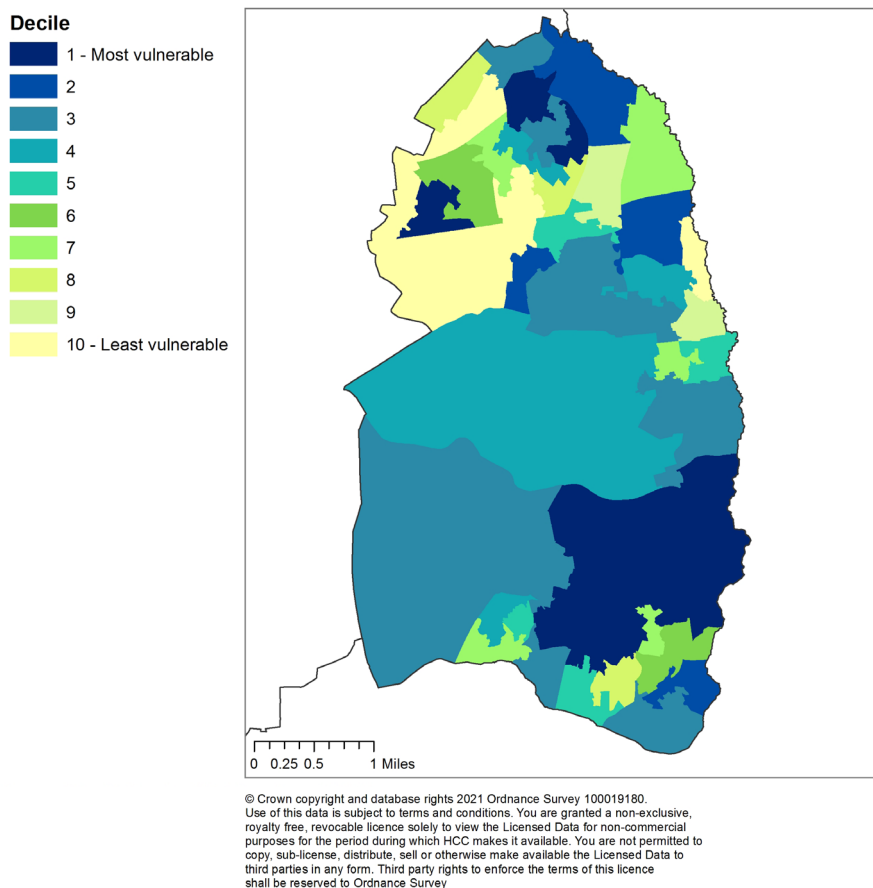 Decile
1 - Most vulnerable
2
3
4
5
6
7
8
9
10 - Least vulnerable
0 0.25 0.5 1 Miles
© Crown copyright and database rights 2021 Ordnance Survey 100019180.
Use of this data is subject to terms and conditions. You are granted a non-exclusive,
royalty free, revocable licence solely to view the Licensed Data for non-commercial
purposes for the period during which HCC makes it available. You are not permitted to
copy, sub-license, distribute, sell or otherwise make available the Licensed Data to
third parties in any form. Third party rights to enforce the terms of this licence
shall be reserved to Ordnance Survey